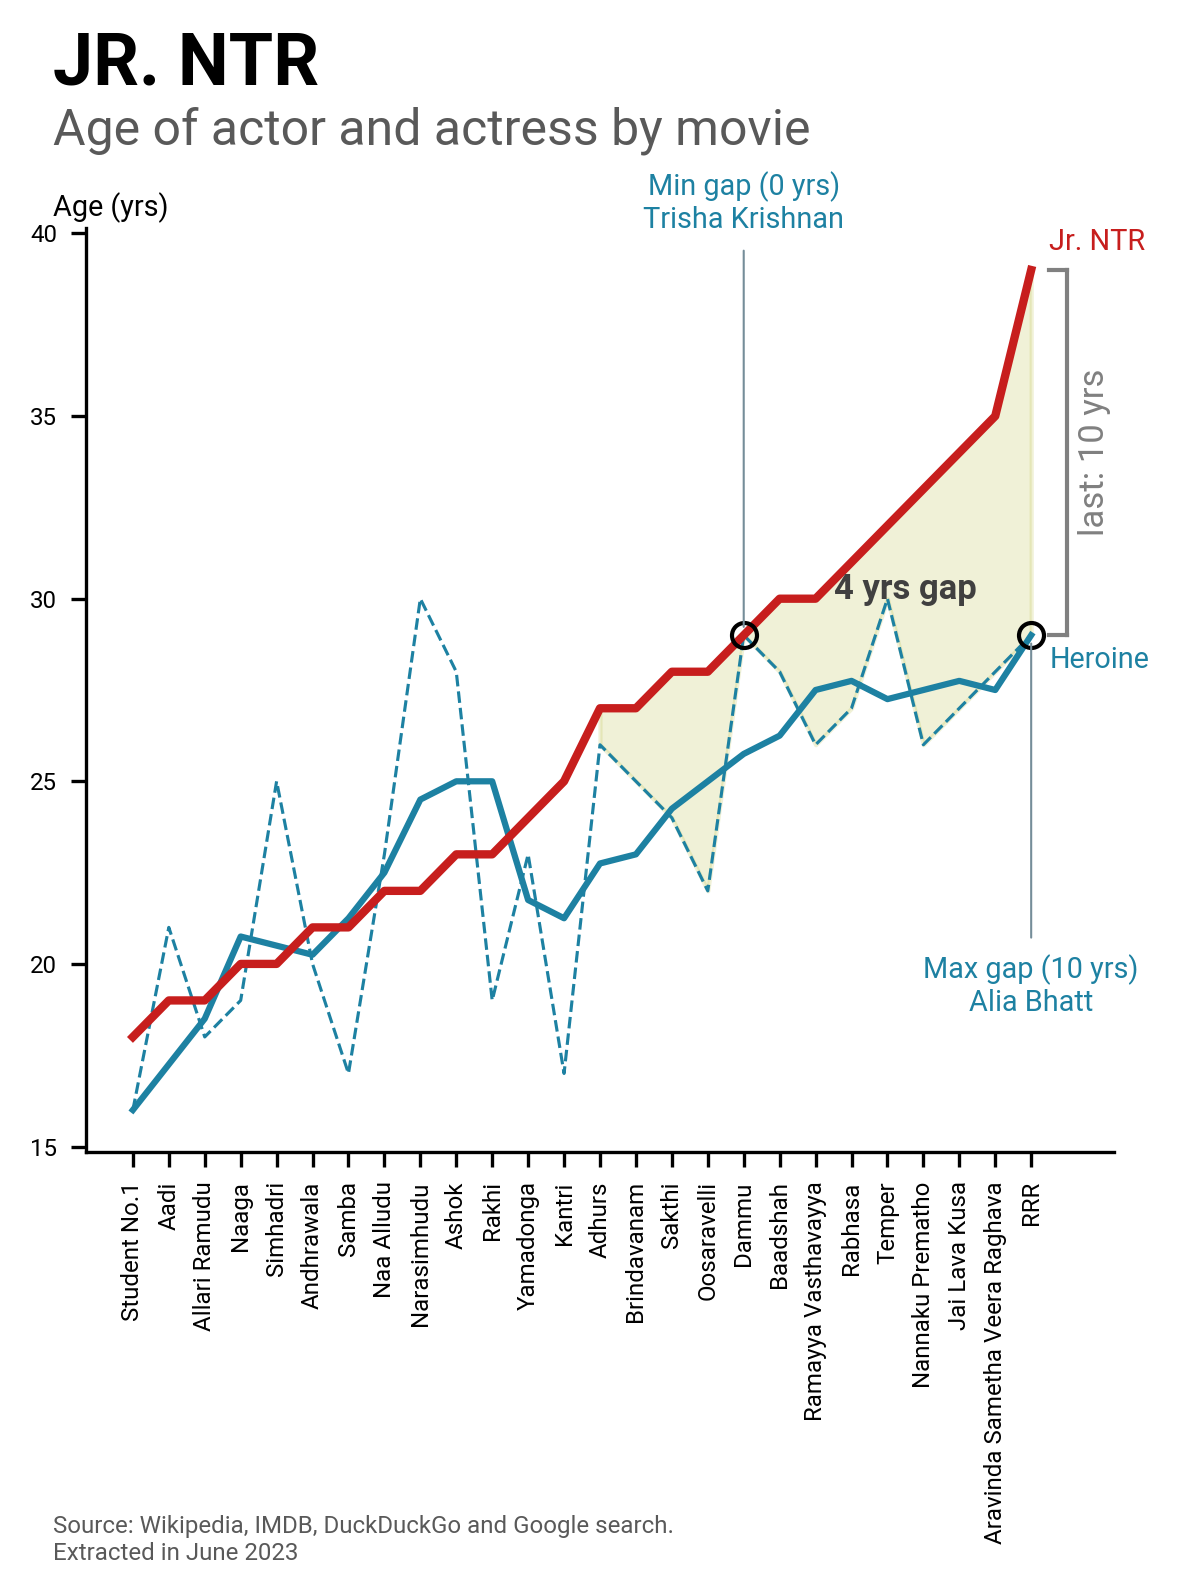 JR. NTR
Age of actor and actress by movie
Min gap (0 yrs)
Trisha Krishnan
Age (yrs)
40
35
30
25
20
15
Jr. NTR
last: 10 yrs
4 yrs gap
Heroine
Max gap (10 yrs)
Alia Bhatt
Student No.1
Aadi
Allari Ramudu
Naaga
Simhadri
Andhrawala
Samba
Naa Alludu
Narasimhudu
Ashok
Rakhi
Yamadonga
Kantri
Adhurs
Brindavanam
Sakthi
Oosaravelli
Dammu
Baadshah
Ramayya Vasthavayya
Rabhasa
Temper
Nannaku Prematho
Jai Lava Kusa
Aravinda Sametha Veera Raghava
RRR
Source: Wikipedia, IMDB, DuckDuckGo and Google search.
Extracted in June 2023